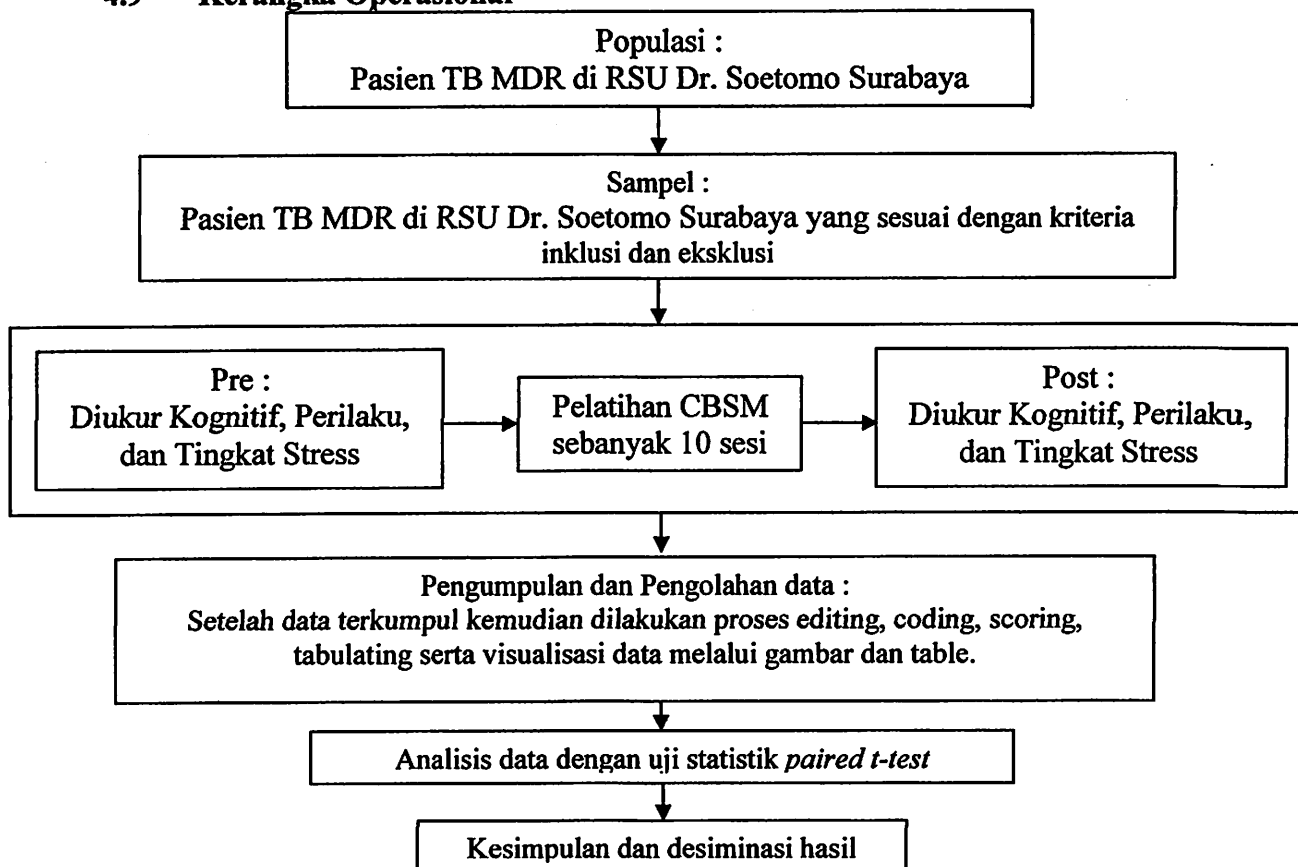 Populasi :
Pasien TB MDR di RSU Dr. Soetomo Surabaya
Sampel :
Pasien TB MDR di RSU Dr. Soetomo Surabaya yang sesuai dengan kriteria
inklusi dan eksklusi
Pre :
Diukur Kognitif, Perilaku,
dan Tingkat Stress
Pelatihan CBSM
sebanyak 10 sesi
Post :
Diukur Kognitif, Perilaku,
dan Tingkat Stress
Pengumpulan dan Pengolahan data :
Setelah data terkumpul kemudian dilakukan proses editing, coding, scoring,
tabulating serta visualisasi data melalui gambar dan table.
Analisis data dengan uji statistik paired t-test
Kesimpulan dan desiminasi hasil